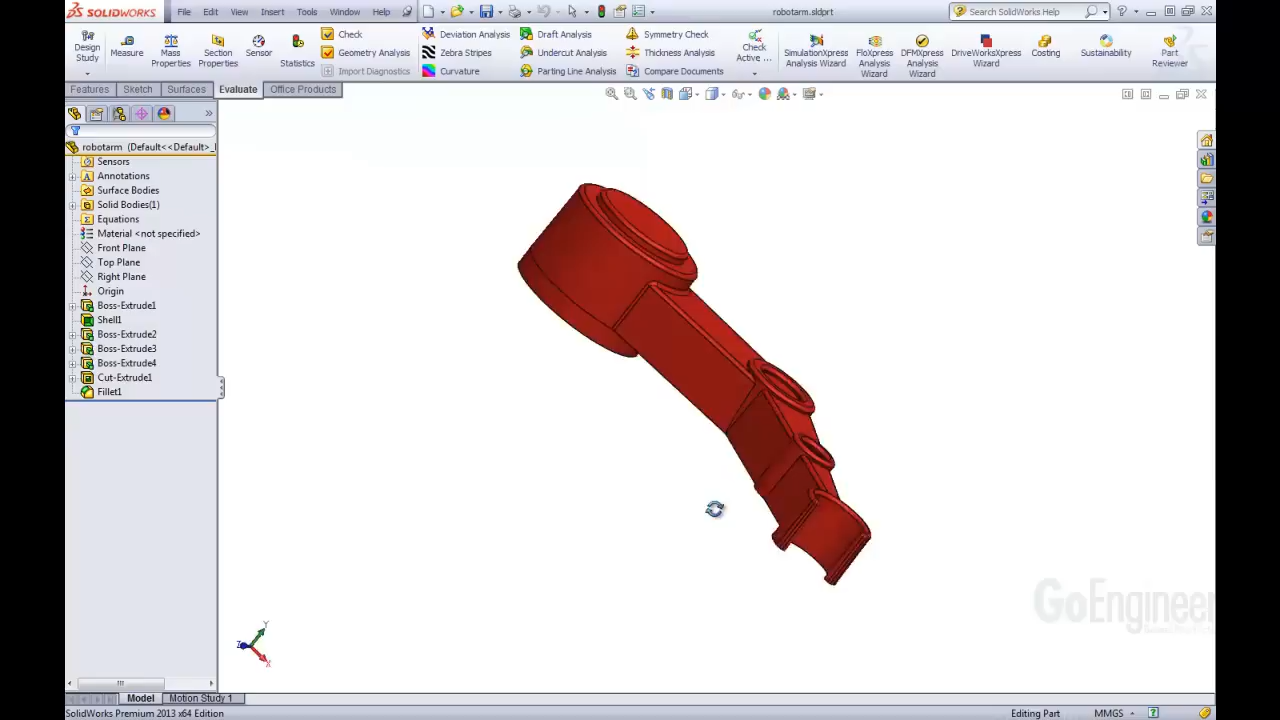 SOLIDWORKS File Edit View Insert Tools Window Help robotarm.sldprt Search SolidWorks Help
Design Study
Measure
Mass Properties
Section Properties
Sensor
Statistics
Check
Geometry Analysis
Import Diagnostics
Deviation Analysis
Zebra Stripes
Curvature
Draft Analysis
Undercut Analysis
Parting Line Analysis
Symmetry Check
Thickness Analysis
Compare Documents
Check Active ...
SimulationXpress Analysis Wizard
FloXpress Analysis Wizard
DFMXpress Analysis Wizard
DriveWorksXpress Wizard
Costing
Sustainability
Part Reviewer
Features Sketch Surfaces Evaluate Office Products
robotarm (Default<<Default>_
Sensors
Annotations
Surface Bodies
Solid Bodies(1)
Equations
Material <not specified>
Front Plane
Top Plane
Right Plane
Origin
Boss-Extrude1
Shell1
Boss-Extrude2
Boss-Extrude3
Boss-Extrude4
Cut-Extrude1
Fillet1
GoEngineer
Y
Z
X
Model Motion Study 1
SolidWorks Premium 2013 x64 Edition Editing Part MMGS